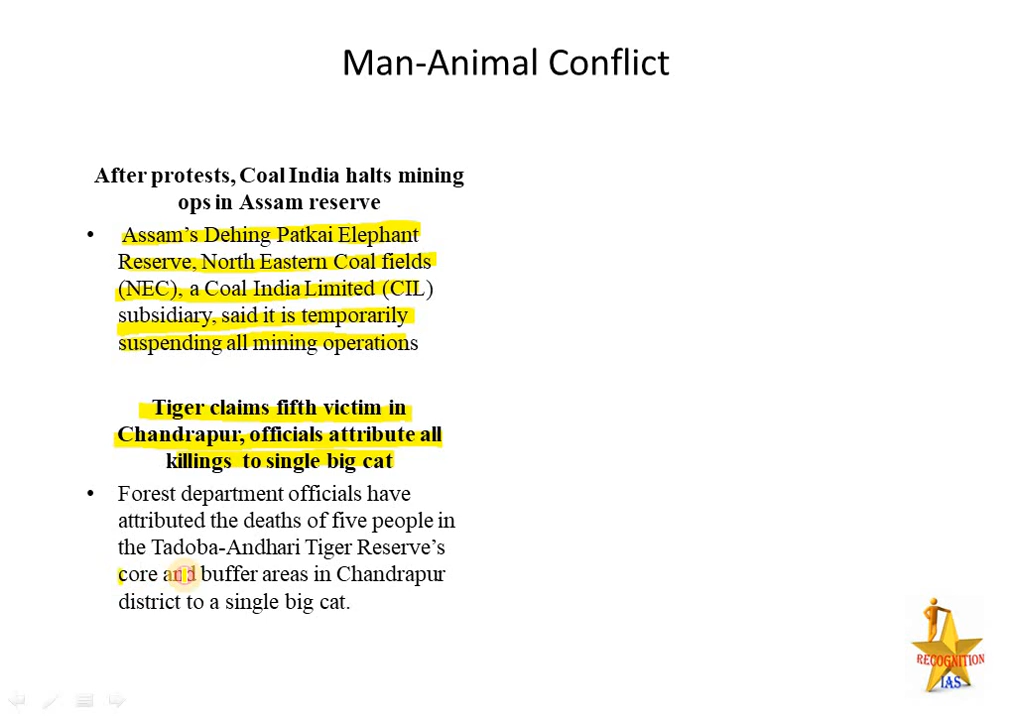 Man-Animal Conflict
After protests, Coal India halts mining
ops in Assam reserve
• Assam’s Dehing Patkai Elephant
Reserve, North Eastern Coal fields
(NEC), a Coal India Limited (CIL)
subsidiary, said it is temporarily
suspending all mining operations
Tiger claims fifth victim in
Chandrapur, officials attribute all
killings to single big cat
• Forest department officials have
attributed the deaths of five people in
the Tadoba-Andhari Tiger Reserve’s
core and buffer areas in Chandrapur
district to a single big cat.
RECOGNITION
IAS